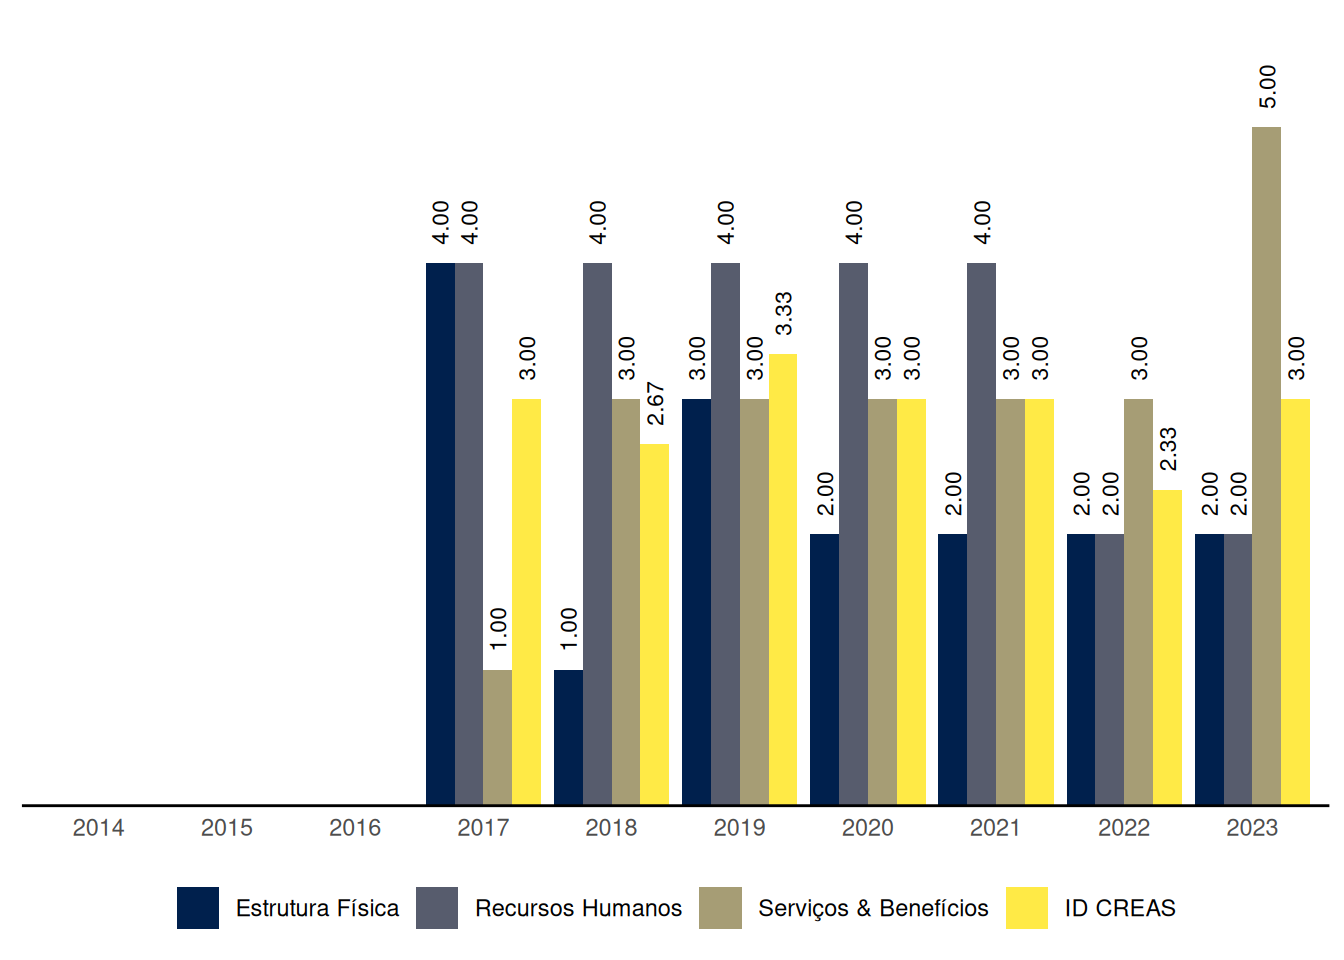 5.00
4.00 4.00 4.00 4.00 4.00 4.00
3.33
3.00 3.00 3.00 3.00 3.00 3.00 3.00 3.00 3.00 3.00
2.67
2.33
2.00 2.00 2.00 2.00 2.00 2.00
1.00 1.00
2014 2015 2016 2017 2018 2019 2020 2021 2022 2023
Estrutura Física Recursos Humanos Serviços & Benefícios ID CREAS